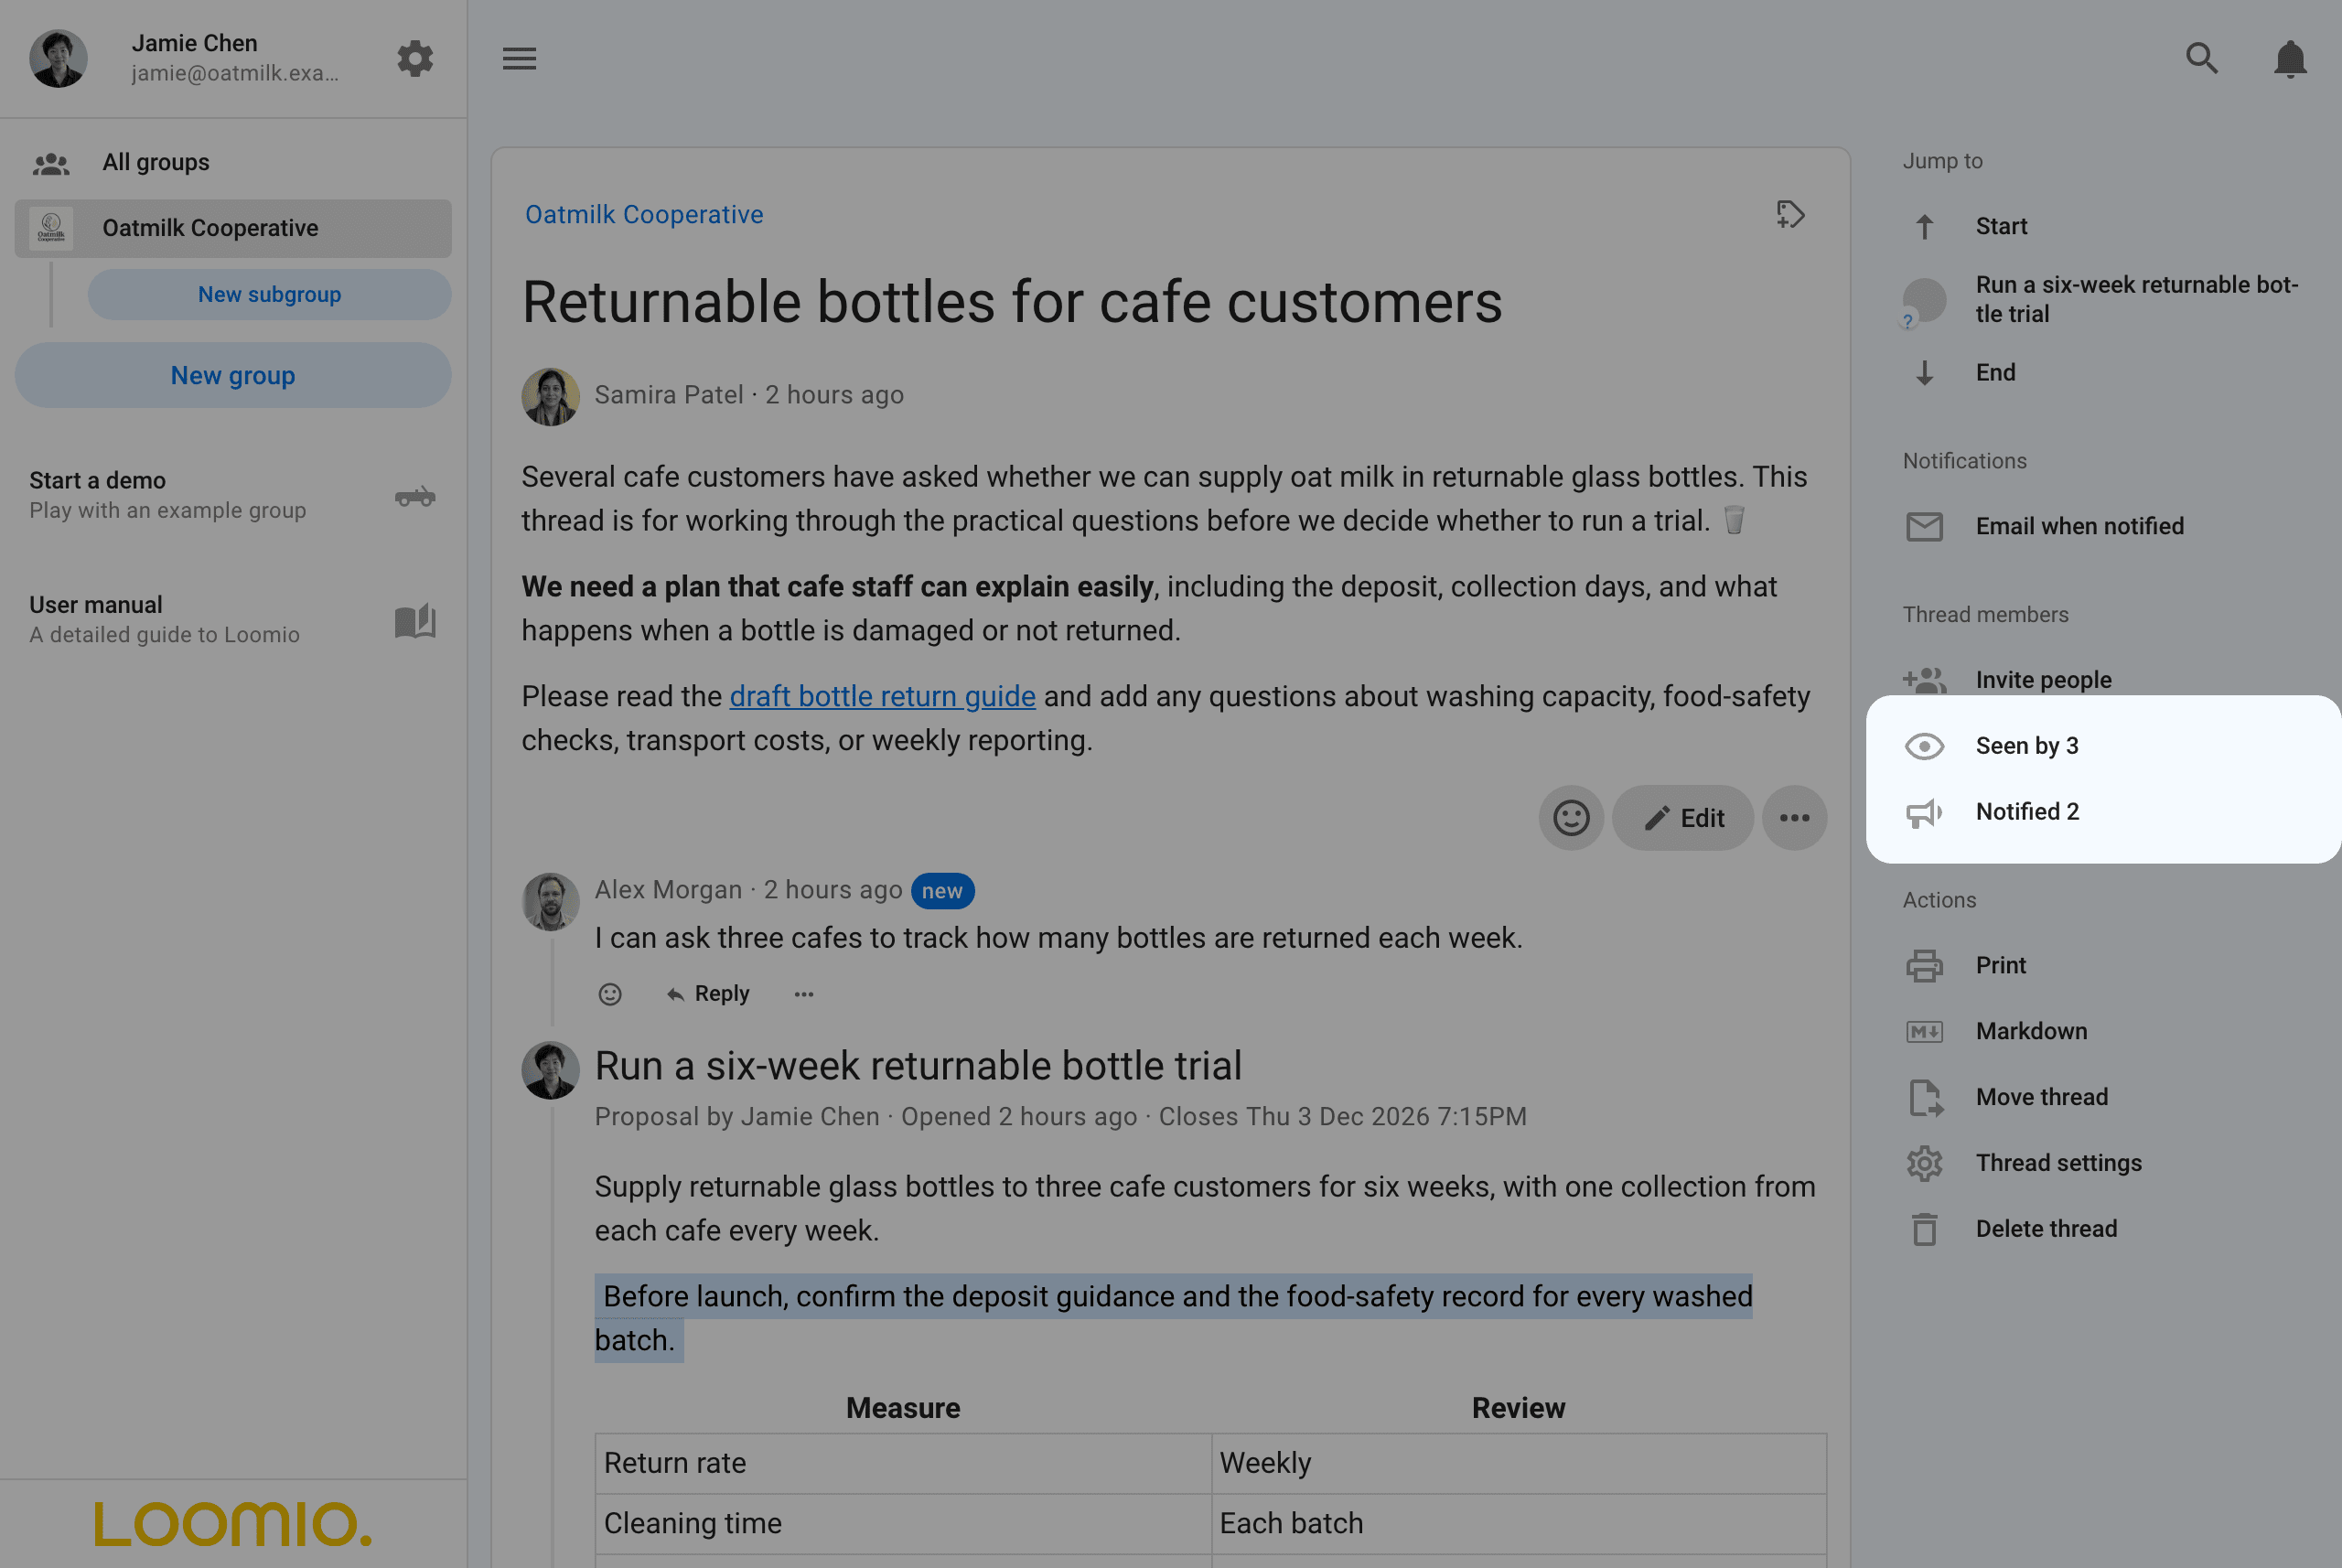 Jamie Chen
jamie@oatmilk.exa...
All groups
Oatmilk Cooperative
Oatmilk Cooperative
New subgroup
New group
Start a demo
Play with an example group
User manual
A detailed guide to Loomio
LOOMIO.
Oatmilk Cooperative
Returnable bottles for cafe customers
Samira Patel · 2 hours ago
Several cafe customers have asked whether we can supply oat milk in returnable glass bottles. This
thread is for working through the practical questions before we decide whether to run a trial. 🥛
We need a plan that cafe staff can explain easily, including the deposit, collection days, and what
happens when a bottle is damaged or not returned.
Please read the draft bottle return guide and add any questions about washing capacity, food-safety
checks, transport costs, or weekly reporting.
Edit
Alex Morgan · 2 hours ago new
I can ask three cafes to track how many bottles are returned each week.
Reply
Run a six-week returnable bottle trial
Proposal by Jamie Chen · Opened 2 hours ago · Closes Thu 3 Dec 2026 7:15PM
Supply returnable glass bottles to three cafe customers for six weeks, with one collection from
each cafe every week.
Before launch, confirm the deposit guidance and the food-safety record for every washed
batch.
Measure Review
Return rate Weekly
Cleaning time Each batch
Jump to
Start
?
Run a six-week returnable bot-
tle trial
End
Notifications
Email when notified
Thread members
Invite people
Seen by 3
Notified 2
Actions
Print
M Markdown
Move thread
Thread settings
Delete thread